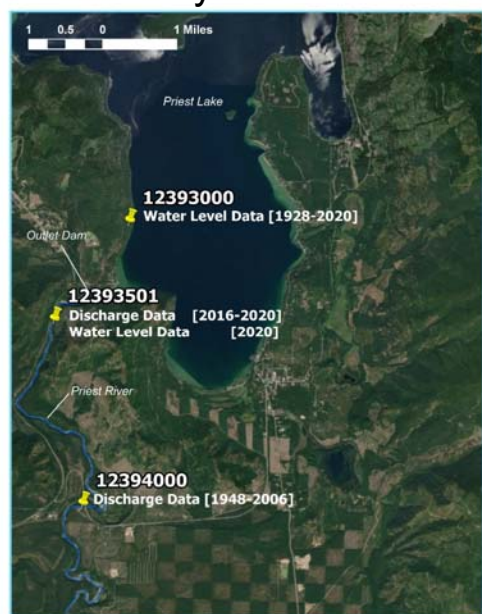 1 0.5 0 1 Miles
Priest Lake
12393000
Water Level Data [1928-2020]
Outlet Dam
12393501
Discharge Data [2016-2020]
Water Level Data [2020]
Priest River
12394000
Discharge Data [1948-2006]